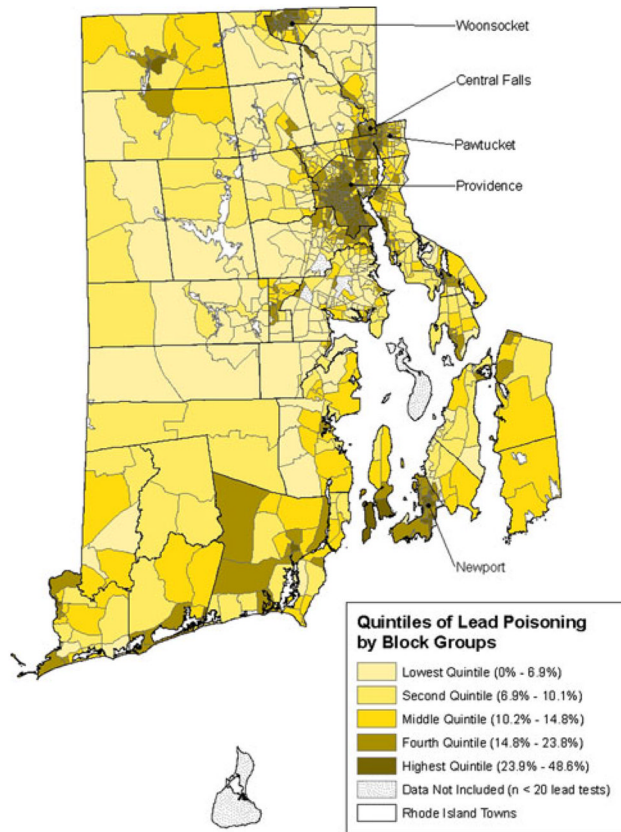 Woonsocket
Central Falls
Pawtucket
Providence
Newport
Quintiles of Lead Poisoning
by Block Groups
Lowest Quintile (0% - 6.9%)
Second Quintile (6.9% - 10.1%)
Middle Quintile (10.2% - 14.8%)
Fourth Quintile (14.8% - 23.8%)
Highest Quintile (23.9% - 48.6%)
Data Not Included (n < 20 lead tests)
Rhode Island Towns